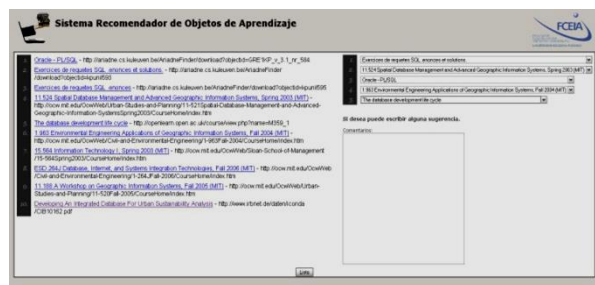 Sistema Recomendador de Objetos de Aprendizaje
FCEIA
Oracle - PL/SQL - http://ariadne.cs.kuleuven.be/AriadneFinder/download?objectId=GRE1KP_v_3.1_nr_584
Exercices de requetes SQL, enonces et solutions. - http://ariadne.cs.kuleuven.be/AriadneFinder
/download?objectId=kpuni593
Exercices de requetes SQL, enonces et solutions - http://ariadne.cs.kuleuven.be/AriadneFinder/download?objectId=kpuni595
11.524 Spatial Database Management and Advanced Geographic Information Systems, Spring 2003 (MIT) -
http://ocw.mit.edu/OcwWeb/Urban-Studies-and-Planning/11-521Spatial-Database-Management-and-Advanced-
Geographic-Information-SystemsSpring2003/CourseHome/index.htm
The database development life cycle - http://openlearn.open.ac.uk/course/view.php?name=M359_1
1.963 Environmental Engineering Applications of Geographic Information Systems, Fall 2004 (MIT) -
http://ocw.mit.edu/OcwWeb/Civil-and-Environmental-Engineering/1-963Fall-2004/CourseHome/index.htm
15.564 Information Technology I, Spring 2003 (MIT) - http://ocw.mit.edu/OcwWeb/Sloan-School-of-Management
/15-564Spring2003/CourseHome/index.htm
ESD.264J Database, Internet, and Systems Integration Technologies, Fall 2006 (MIT) - http://ocw.mit.edu/OcwWeb
/Civil-and-Environmental-Engineering/1-264JFall-2006/CourseHome/index.htm
11.188 A Workshop on Geographic Information Systems, Fall 2005 (MIT) - http://ocw.mit.edu/OcwWeb/Urban-
Studies-and-Planning/11-520Fall-2005/CourseHome/index.htm
Developing An Integrated Database For Urban Sustainability Analysis - http://www.irbnet.de/daten/iconda
/CIB10162.pdf
Exercices de requetes SQL, enonces et solutions
11.524 Spatial Database Management and Advanced Geographic Information Systems, Spring 2003 (MIT)
Oracle - PL/SQL
1.963 Environmental Engineering Applications of Geographic Information Systems, Fall 2004 (MIT)
The database development life cycle
Si desea puede escribir alguna sugerencia.
Comentarios:
Listo